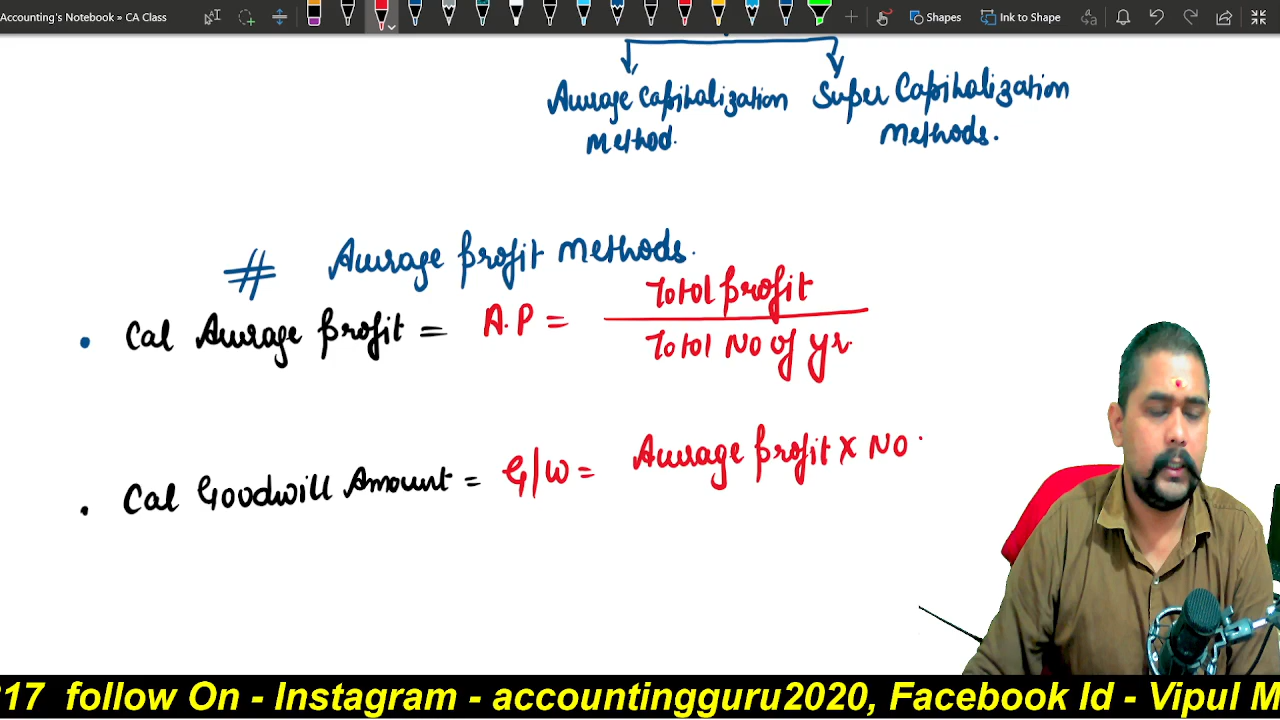 Accounting's Notebook » CA Class
Shapes
Ink to Shape
Average Capitalization Method.
Super Capitalization Methods.
# Average profit Methods.
• Cal Average profit = A.P = Total profit / Total No of yr
• Cal Goodwill Amount = G/W = Average profit x No
17 follow On - Instagram - accountingguru2020, Facebook Id - Vipul M